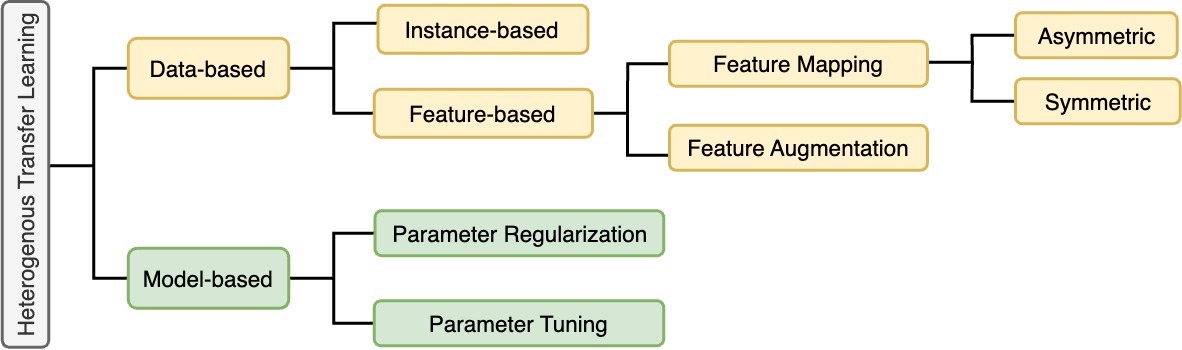 Heterogenous Transfer Learning
Data-based
Instance-based
Feature-based
Feature Mapping
Asymmetric
Symmetric
Feature Augmentation
Model-based
Parameter Regularization
Parameter Tuning